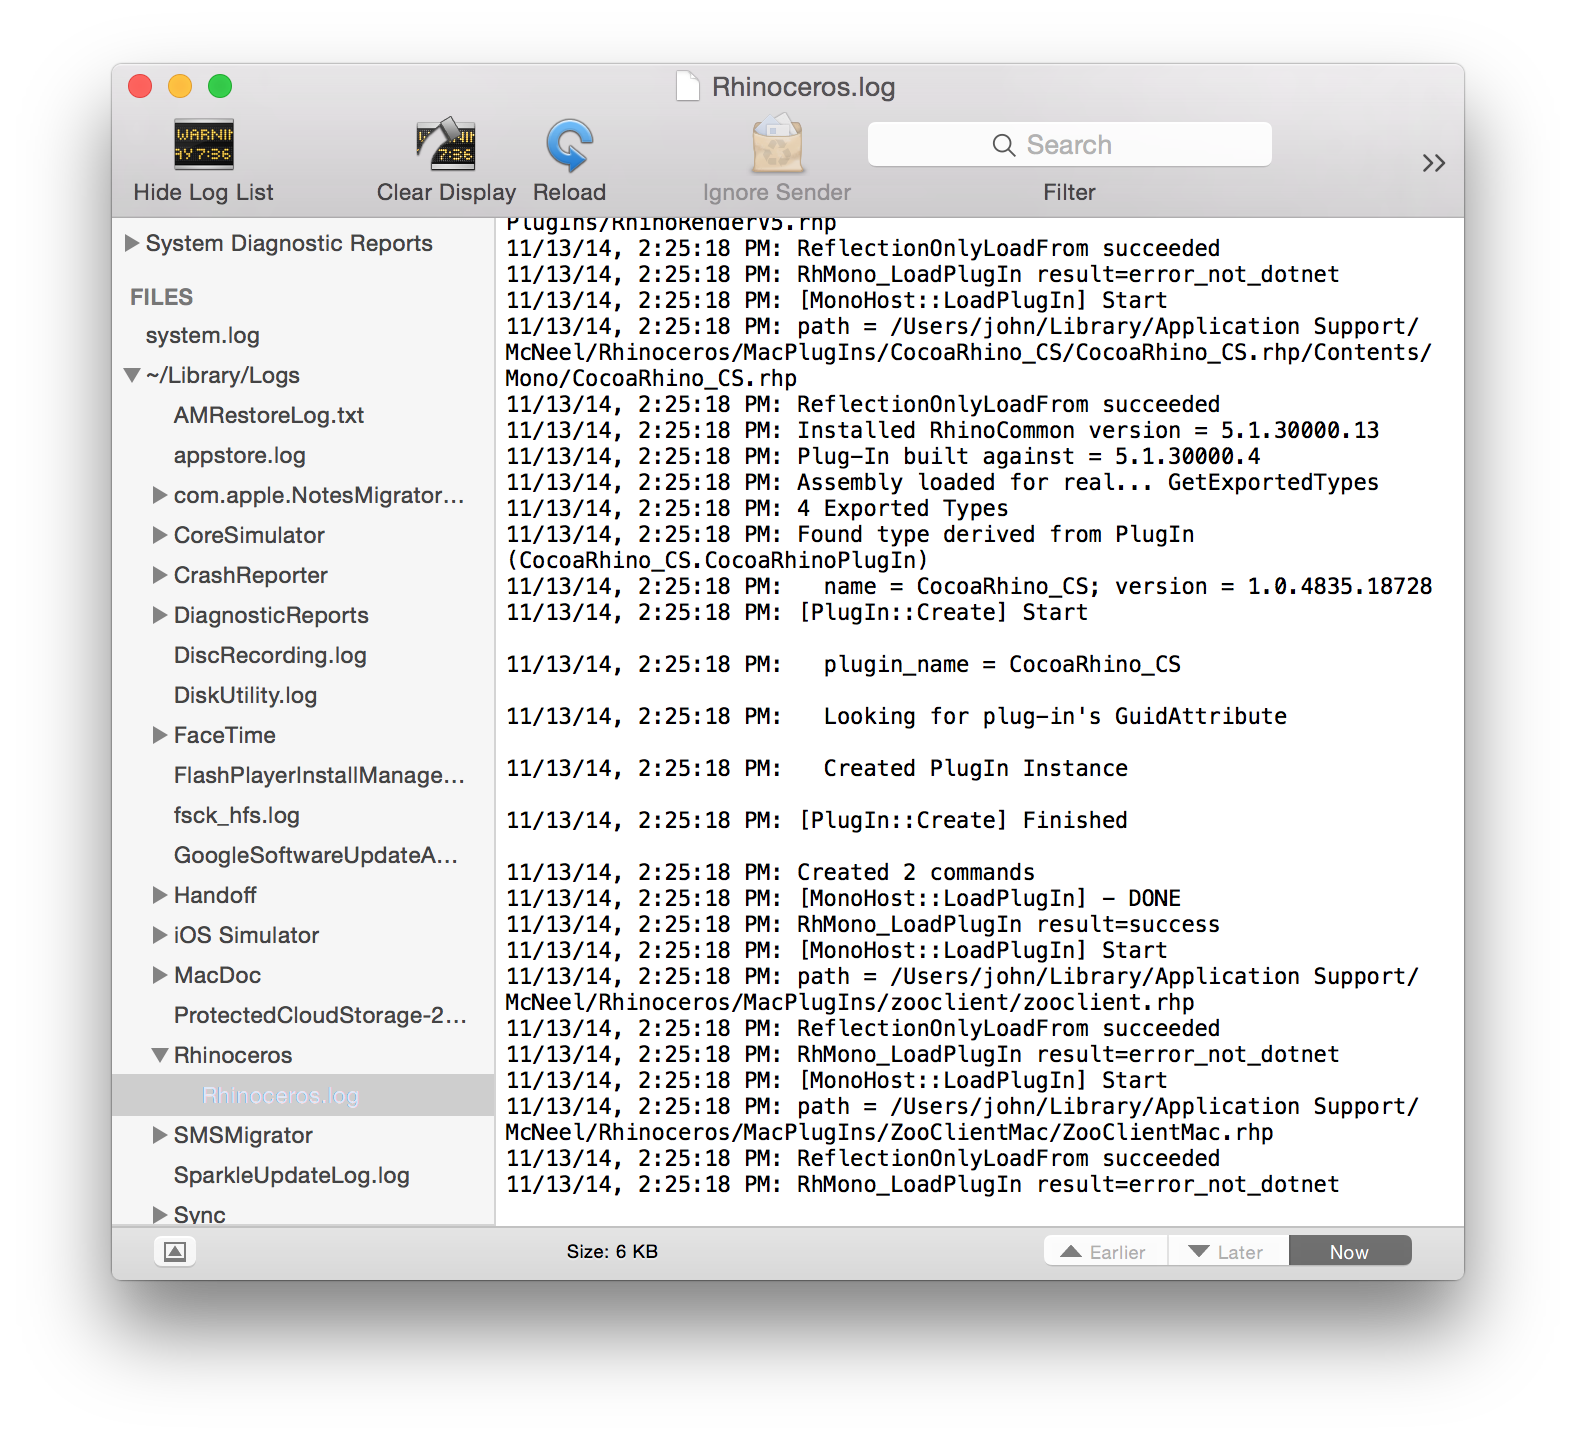 Rhinoceros.log
WARNIN
AY 7:36
Hide Log List
7:36
Clear Display
Reload
Ignore Sender
Search
Filter
System Diagnostic Reports
FILES
system.log
~/Library/Logs
AMRestoreLog.txt
appstore.log
com.apple.NotesMigrator...
CoreSimulator
CrashReporter
DiagnosticReports
DiscRecording.log
DiskUtility.log
FaceTime
FlashPlayerInstallManage...
fsck_hfs.log
GoogleSoftwareUpdateA...
Handoff
iOS Simulator
MacDoc
ProtectedCloudStorage-2...
Rhinoceros
Rhinoceros.log
SMSMigrator
SparkleUpdateLog.log
Sync
PlugIns/RhinoRenderV5.rhp
11/13/14, 2:25:18 PM: ReflectionOnlyLoadFrom succeeded
11/13/14, 2:25:18 PM: RhMono_LoadPlugIn result=error_not_dotnet
11/13/14, 2:25:18 PM: [MonoHost::LoadPlugIn] Start
11/13/14, 2:25:18 PM: path = /Users/john/Library/Application Support/
McNeel/Rhinoceros/MacPlugIns/CocoaRhino_CS/CocoaRhino_CS.rhp/Contents/
Mono/CocoaRhino_CS.rhp
11/13/14, 2:25:18 PM: ReflectionOnlyLoadFrom succeeded
11/13/14, 2:25:18 PM: Installed RhinoCommon version = 5.1.30000.13
11/13/14, 2:25:18 PM: Plug-In built against = 5.1.30000.4
11/13/14, 2:25:18 PM: Assembly loaded for real... GetExportedTypes
11/13/14, 2:25:18 PM: 4 Exported Types
11/13/14, 2:25:18 PM: Found type derived from PlugIn
(CocoaRhino_CS.CocoaRhinoPlugIn)
11/13/14, 2:25:18 PM:   name = CocoaRhino_CS; version = 1.0.4835.18728
11/13/14, 2:25:18 PM: [PlugIn::Create] Start
11/13/14, 2:25:18 PM:   plugin_name = CocoaRhino_CS
11/13/14, 2:25:18 PM:   Looking for plug-in's GuidAttribute
11/13/14, 2:25:18 PM:   Created PlugIn Instance
11/13/14, 2:25:18 PM: [PlugIn::Create] Finished
11/13/14, 2:25:18 PM: Created 2 commands
11/13/14, 2:25:18 PM: [MonoHost::LoadPlugIn] - DONE
11/13/14, 2:25:18 PM: RhMono_LoadPlugIn result=success
11/13/14, 2:25:18 PM: [MonoHost::LoadPlugIn] Start
11/13/14, 2:25:18 PM: path = /Users/john/Library/Application Support/
McNeel/Rhinoceros/MacPlugIns/zooclient/zooclient.rhp
11/13/14, 2:25:18 PM: ReflectionOnlyLoadFrom succeeded
11/13/14, 2:25:18 PM: RhMono_LoadPlugIn result=error_not_dotnet
11/13/14, 2:25:18 PM: [MonoHost::LoadPlugIn] Start
11/13/14, 2:25:18 PM: path = /Users/john/Library/Application Support/
McNeel/Rhinoceros/MacPlugIns/ZooClientMac/ZooClientMac.rhp
11/13/14, 2:25:18 PM: ReflectionOnlyLoadFrom succeeded
11/13/14, 2:25:18 PM: RhMono_LoadPlugIn result=error_not_dotnet
Size: 6 KB
Earlier
Later
Now